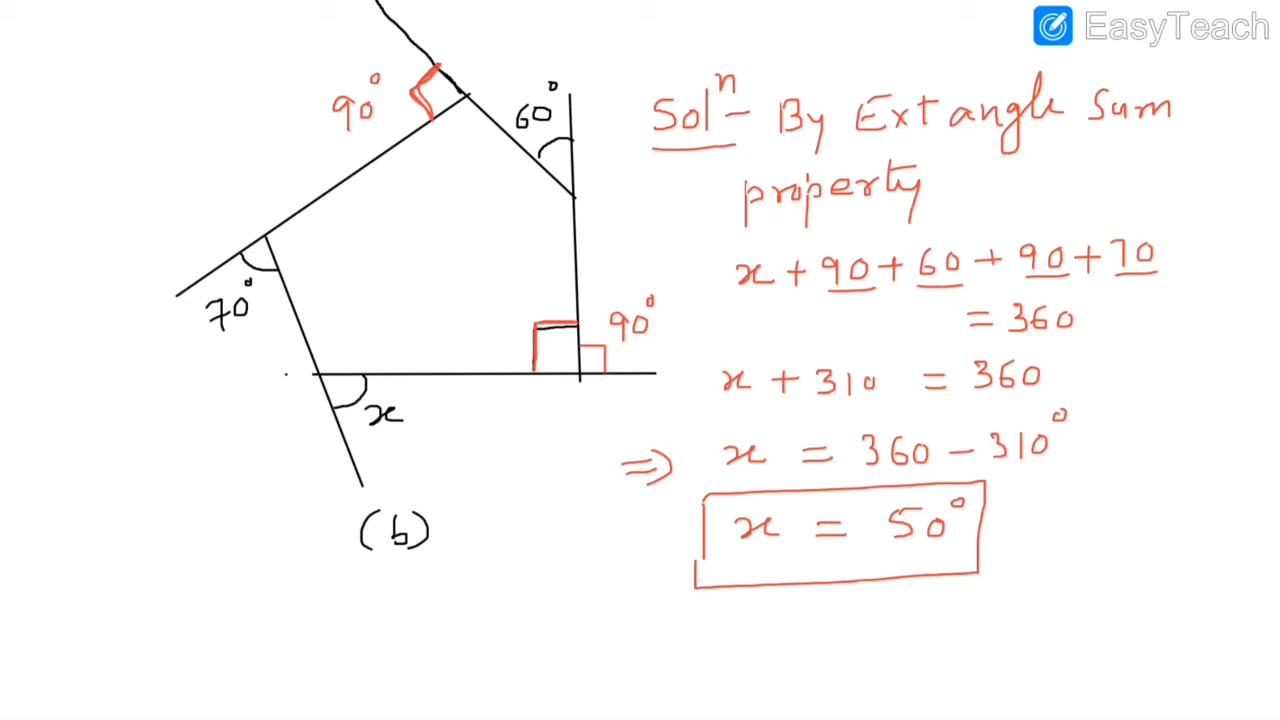 EasyTeach
90°
60°
70°
90°
x
(b)
Solⁿ - By Ext angle Sum
property
x + 90 + 60 + 90 + 70
= 360
x + 310 = 360
⇒ x = 360 - 310°
x = 50°